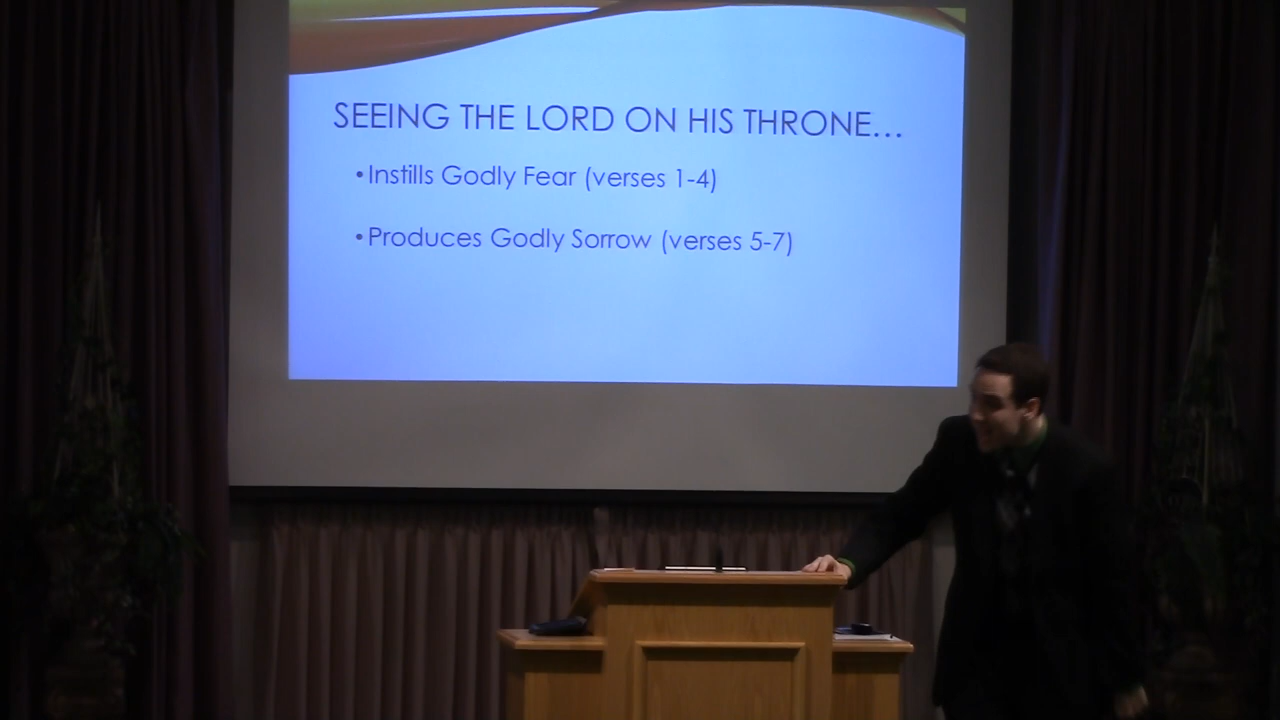 SEEING THE LORD ON HIS THRONE...
•Instills Godly Fear (verses 1-4)
•Produces Godly Sorrow (verses 5-7)